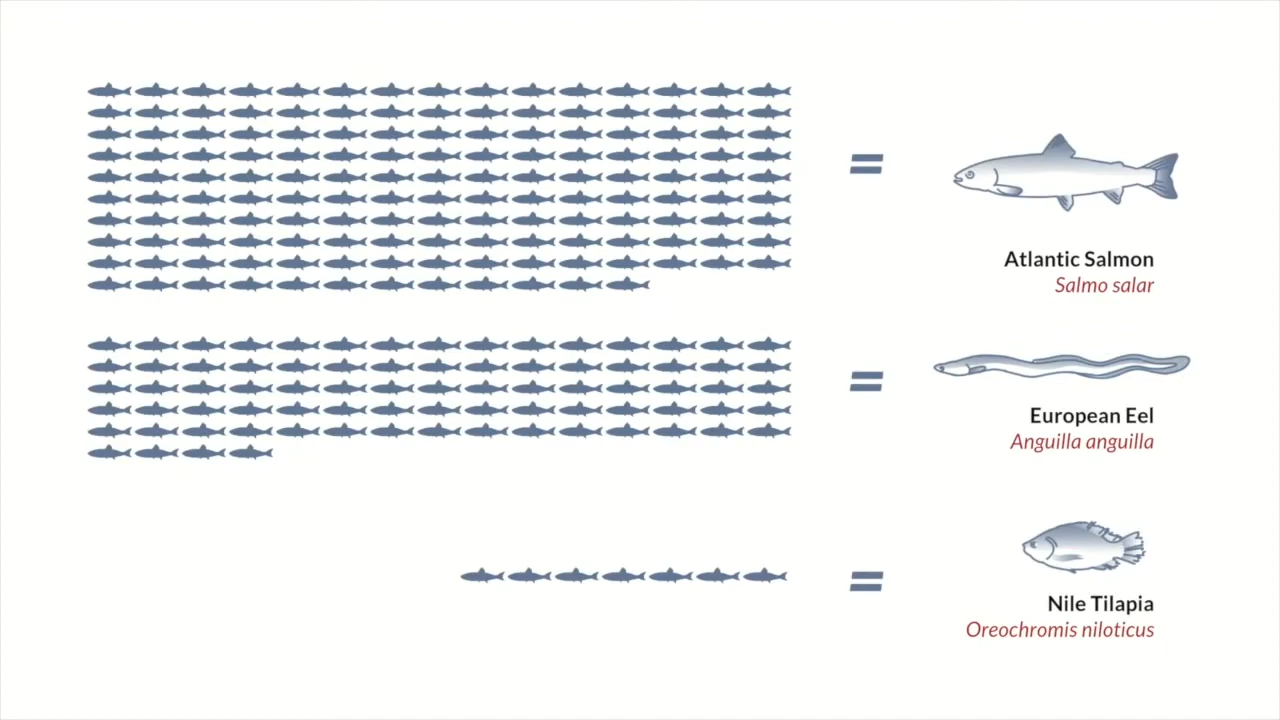 Atlantic Salmon
Salmo salar
European Eel
Anguilla anguilla
Nile Tilapia
Oreochromis niloticus